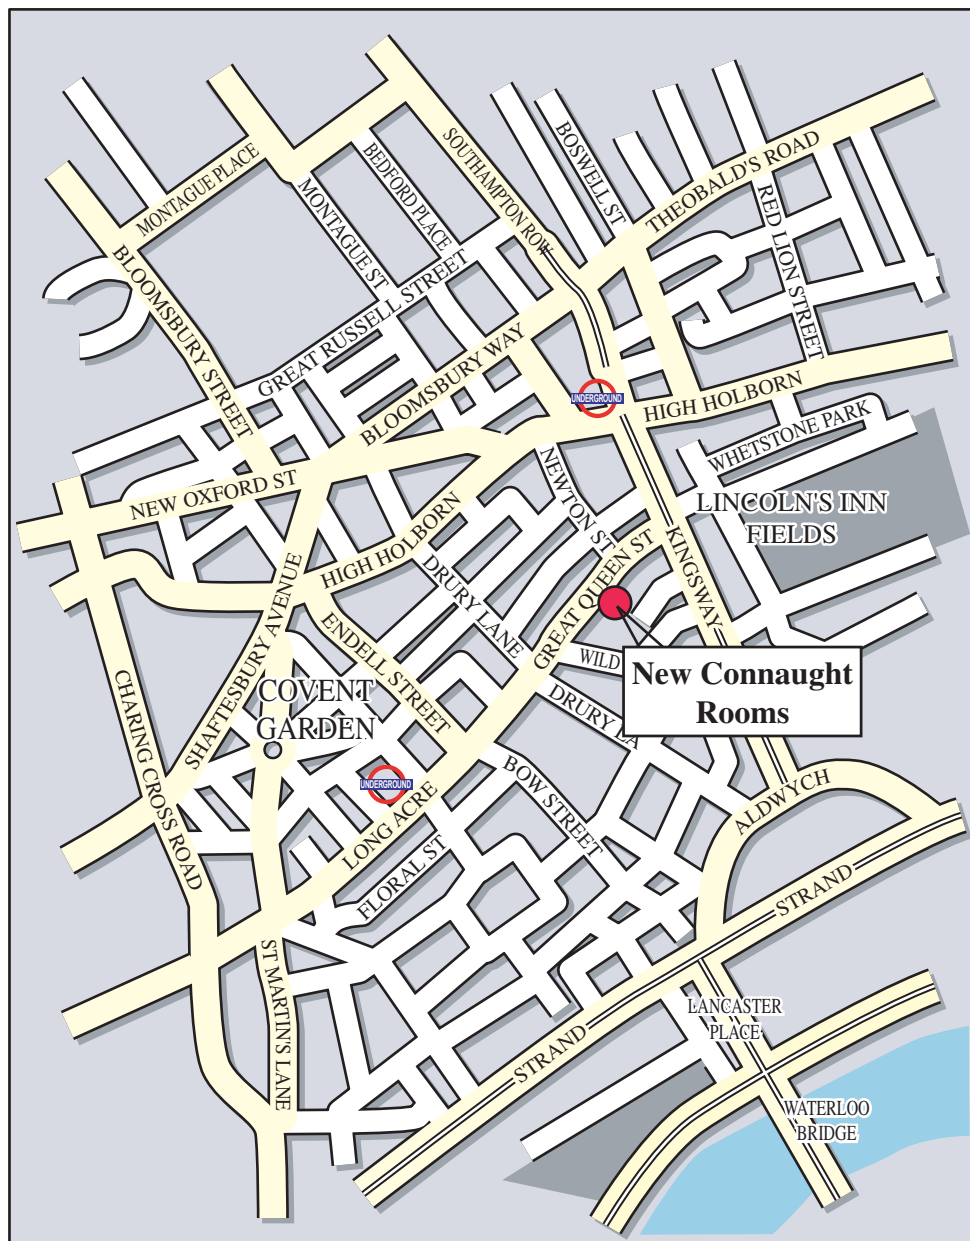 SOUTHAMPTON ROW
BOSWELL ST
THEOBALD'S ROAD
MONTAGUE PLACE
BEDFORD PLACE
MONTAGUE ST
RED LION STREET
BLOOMSBURY STREET
GREAT RUSSELL STREET
BLOOMSBURY WAY
UNDERGROUND
HIGH HOLBORN
WHETSTONE PARK
NEW OXFORD ST
NEWTON ST
LINCOLN'S INN
FIELDS
HIGH HOLBORN
DRURY LANE
GREAT QUEEN ST
KINGSWAY
SHAFTESBURY AVENUE
ENDELL STREET
WILD
New Connaught
Rooms
COVENT
GARDEN
DRURY LA
CHARING CROSS ROAD
UNDERGROUND
BOW STREET
LONG ACRE
ALDWYCH
FLORAL ST
STRAND
ST MARTIN'S LANE
LANCASTER
PLACE
STRAND
WATERLOO
BRIDGE